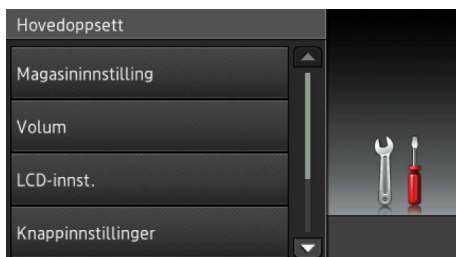 Hovedoppsett
Magasininnstilling
Volum
LCD-innst.
Knappinnstillinger